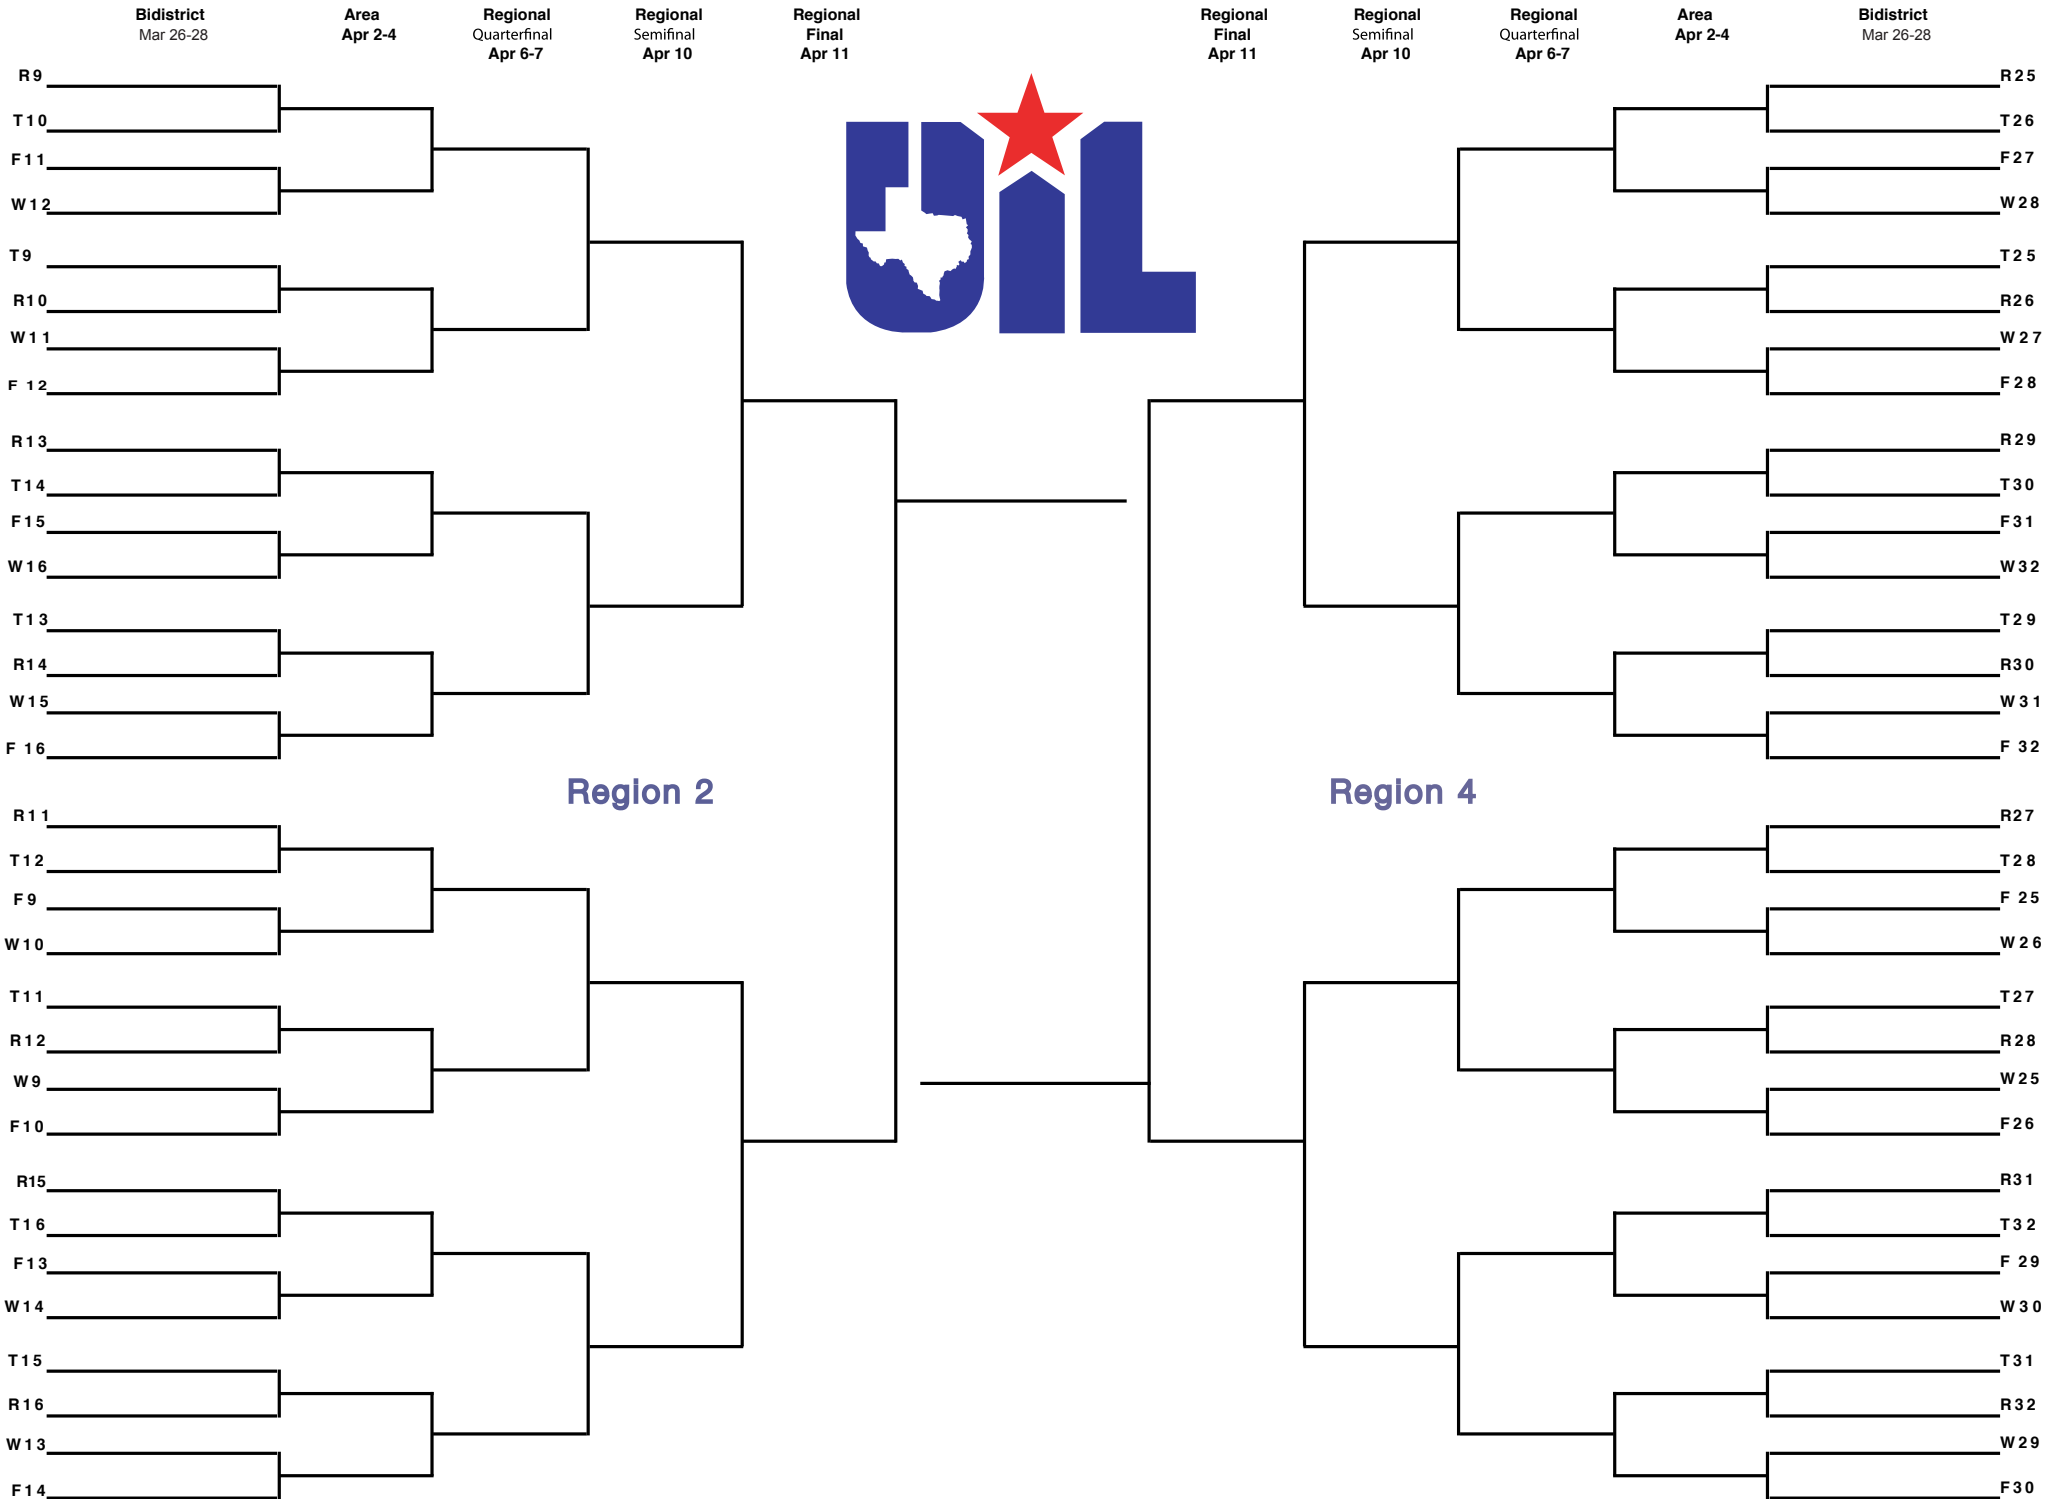 Bidistrict
Mar 26-28
Area
Apr 2-4
Regional
Quarterfinal
Apr 6-7
Regional
Semifinal
Apr 10
Regional
Final
Apr 11
Regional
Final
Apr 11
Regional
Semifinal
Apr 10
Regional
Quarterfinal
Apr 6-7
Area
Apr 2-4
Bidistrict
Mar 26-28
UIL
R9
T10
F11
W12
T9
R10
W11
F 12
R13
T14
F15
W16
T13
R14
W15
F 16
Region 2
R11
T12
F9
W10
T11
R12
W9
F10
R15
T16
F13
W14
T15
R16
W13
F14
R25
T26
F27
W28
T25
R26
W27
F28
R29
T30
F31
W32
T29
R30
W31
F 32
Region 4
R27
T28
F 25
W26
T27
R28
W25
F26
R31
T32
F 29
W30
T31
R32
W29
F30